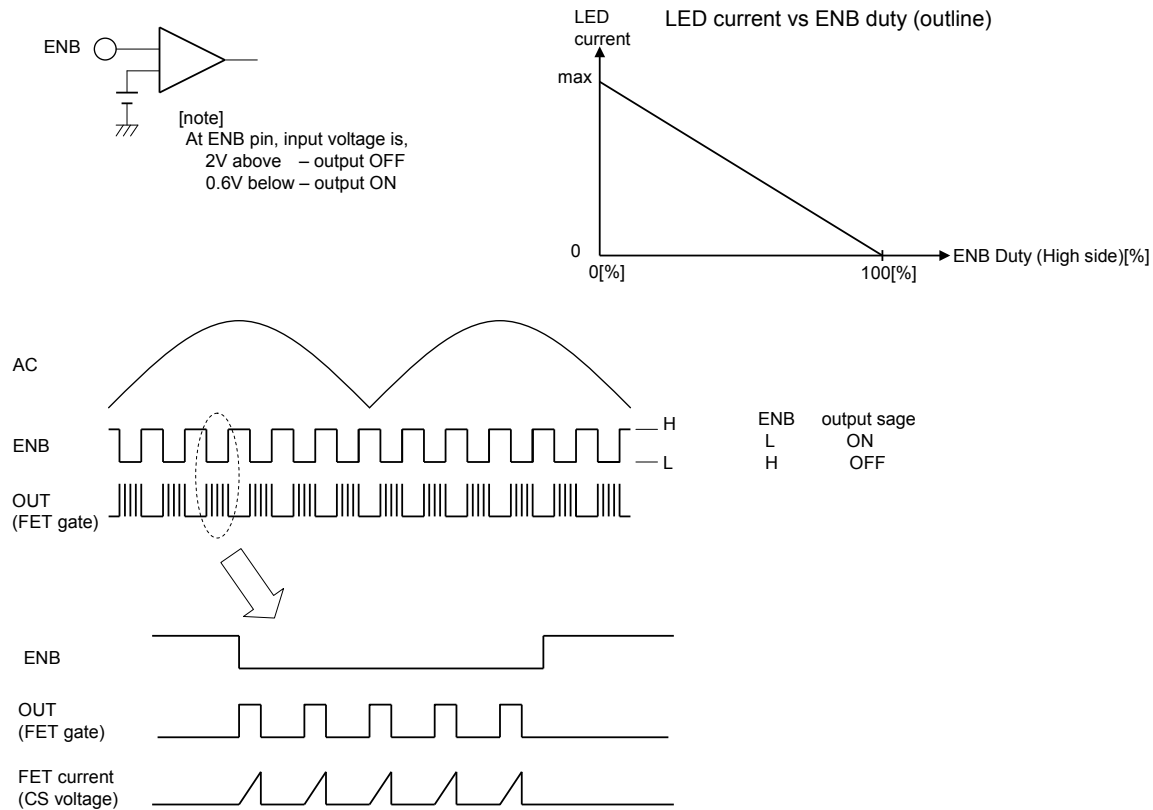 ENB
[note]
At ENB pin, input voltage is,
2V above – output OFF
0.6V below – output ON
LED current vs ENB duty (outline)
LED
current
max
0
0[%]
100[%]
ENB Duty (High side)[%]
AC
ENB
H
L
OUT
(FET gate)
ENB output sage
L ON
H OFF
ENB
OUT
(FET gate)
FET current
(CS voltage)